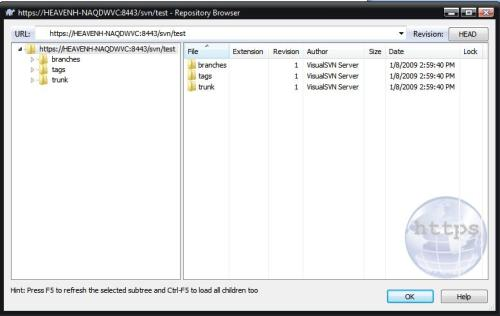 https://HEAVENH-NAQDWVC:8443/svn/test - Repository Browser
URL: https://HEAVENH-NAQDWVC:8443/svn/test Revision: HEAD
https://HEAVENH-NAQDWVC:8443/svn/test
branches
tags
trunk
File Extension Revision Author Size Date Lock
branches 1 VisualSVN Server 1/8/2009 2:59:40 PM
tags 1 VisualSVN Server 1/8/2009 2:59:40 PM
trunk 1 VisualSVN Server 1/8/2009 2:59:40 PM
https
Hint: Press F5 to refresh the selected subtree and Ctrl-F5 to load all children too
OK Help